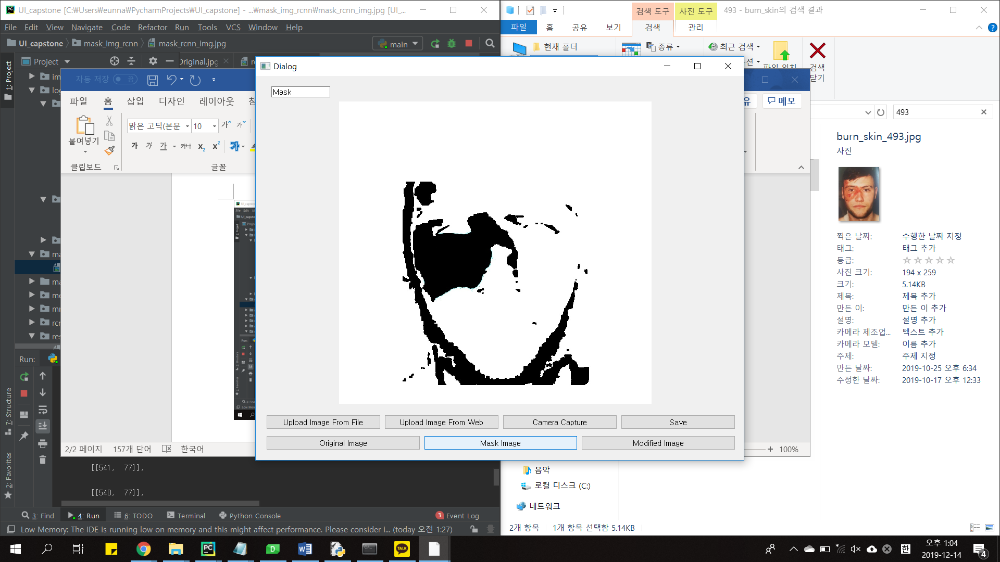 UI_capstone [C:₩Users₩eunna₩PycharmProjects₩UI_capstone] - ...₩mask_img_rcnn₩mask_rcnn_img.jpg [UI_...
File Edit View Navigate Code Refactor Run Tools VCS Window Help
UI_capstone mask_img_rcnn mask_rcnn_img.jpg main
1: Project
Project Original.jpg re
im
log
ma
ma
me
mr
rcr
res
자동 저장 끔
파일 홈 삽입 디자인 레이아웃 참
붙여넣기
맑은 고딕(본문 10 가 가
가 가 가 가나 x2 x2 가
클립보드 글꼴
유 메모
2/2 페이지 157개 단어 한국어
100%
Dialog
Mask
Upload Image From File Upload Image From Web Camera Capture Save
Original Image Mask Image Modified Image
Run:
7: Structure
2: Favorites
[[541, 77]],
[[540, 77]],
3: Find 4: Run 6: TODO Terminal Python Console 3 Event Log
Low Memory: The IDE is running low on memory and this might affect performance. Please consider i... (today 오전 1:27)
검색 도구 사진 도구 493 - burn_skin의 검색 결과
파일 홈 공유 보기 검색 관리
현재 폴더 종류 최근 검색
션 파일 위치 검색
닫기
493
burn_skin_493.jpg
사진
찍은 날짜: 수행한 날짜 지정
태그: 태그 추가
등급:
사진 크기: 194 x 259
크기: 5.14KB
제목: 제목 추가
만든 이: 만든 이 추가
설명: 설명 추가
카메라 제조업... 텍스트 추가
카메라 모델: 이름 추가
주제: 주제 지정
만든 날짜: 2019-10-25 오후 6:34
수정한 날짜: 2019-10-17 오후 12:33
음악
로컬 디스크 (C:)
네트워크
2개 항목 1개 항목 선택함 5.14KB
PC D W TALK
한
오후 1:04
2019-12-14
4